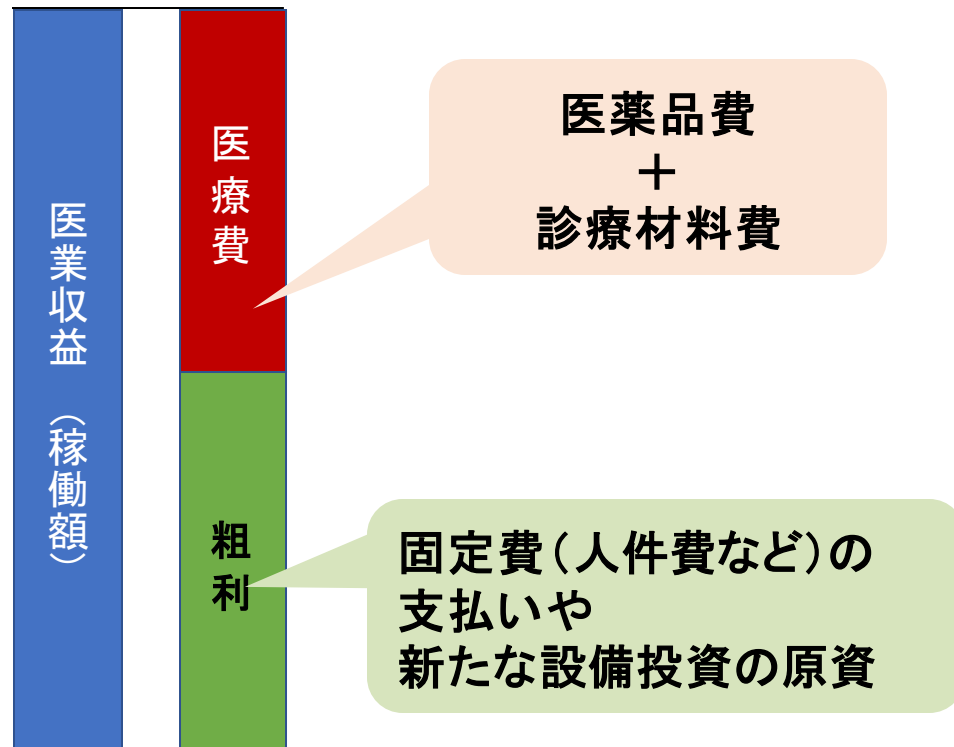 医業収益（稼働額）
医療費
医薬品費
＋
診療材料費
粗利
固定費（人件費など）の
支払いや
新たな設備投資の原資